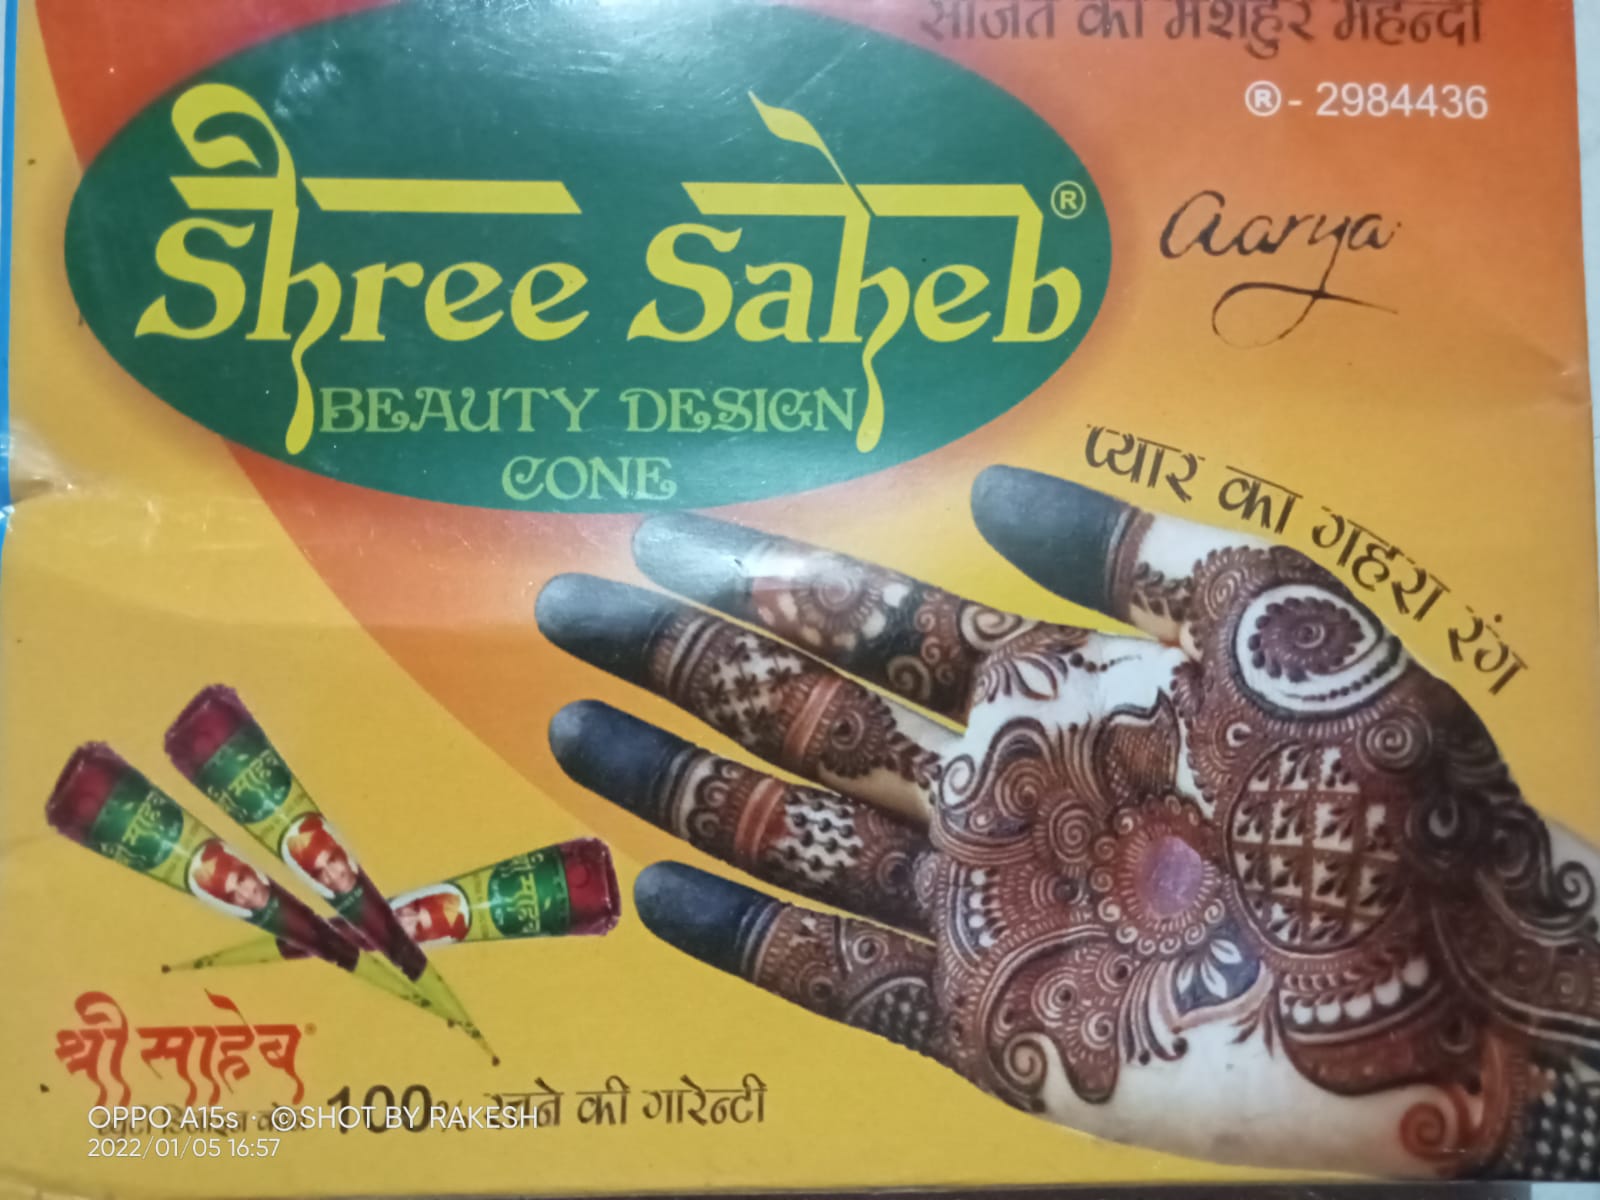 सोजत की मशहुर मेहन्दी
® - 2984436
Shree Saheb®
BEAUTY DESIGN
CONE
aarya
प्यार का गहरा रंग
श्री साहेब
श्री साहेब
श्री साहेब
श्री साहेब
100% रचने की गारेन्टी
OPPO A15s · ©SHOT BY RAKESH
2022/01/05 16:57